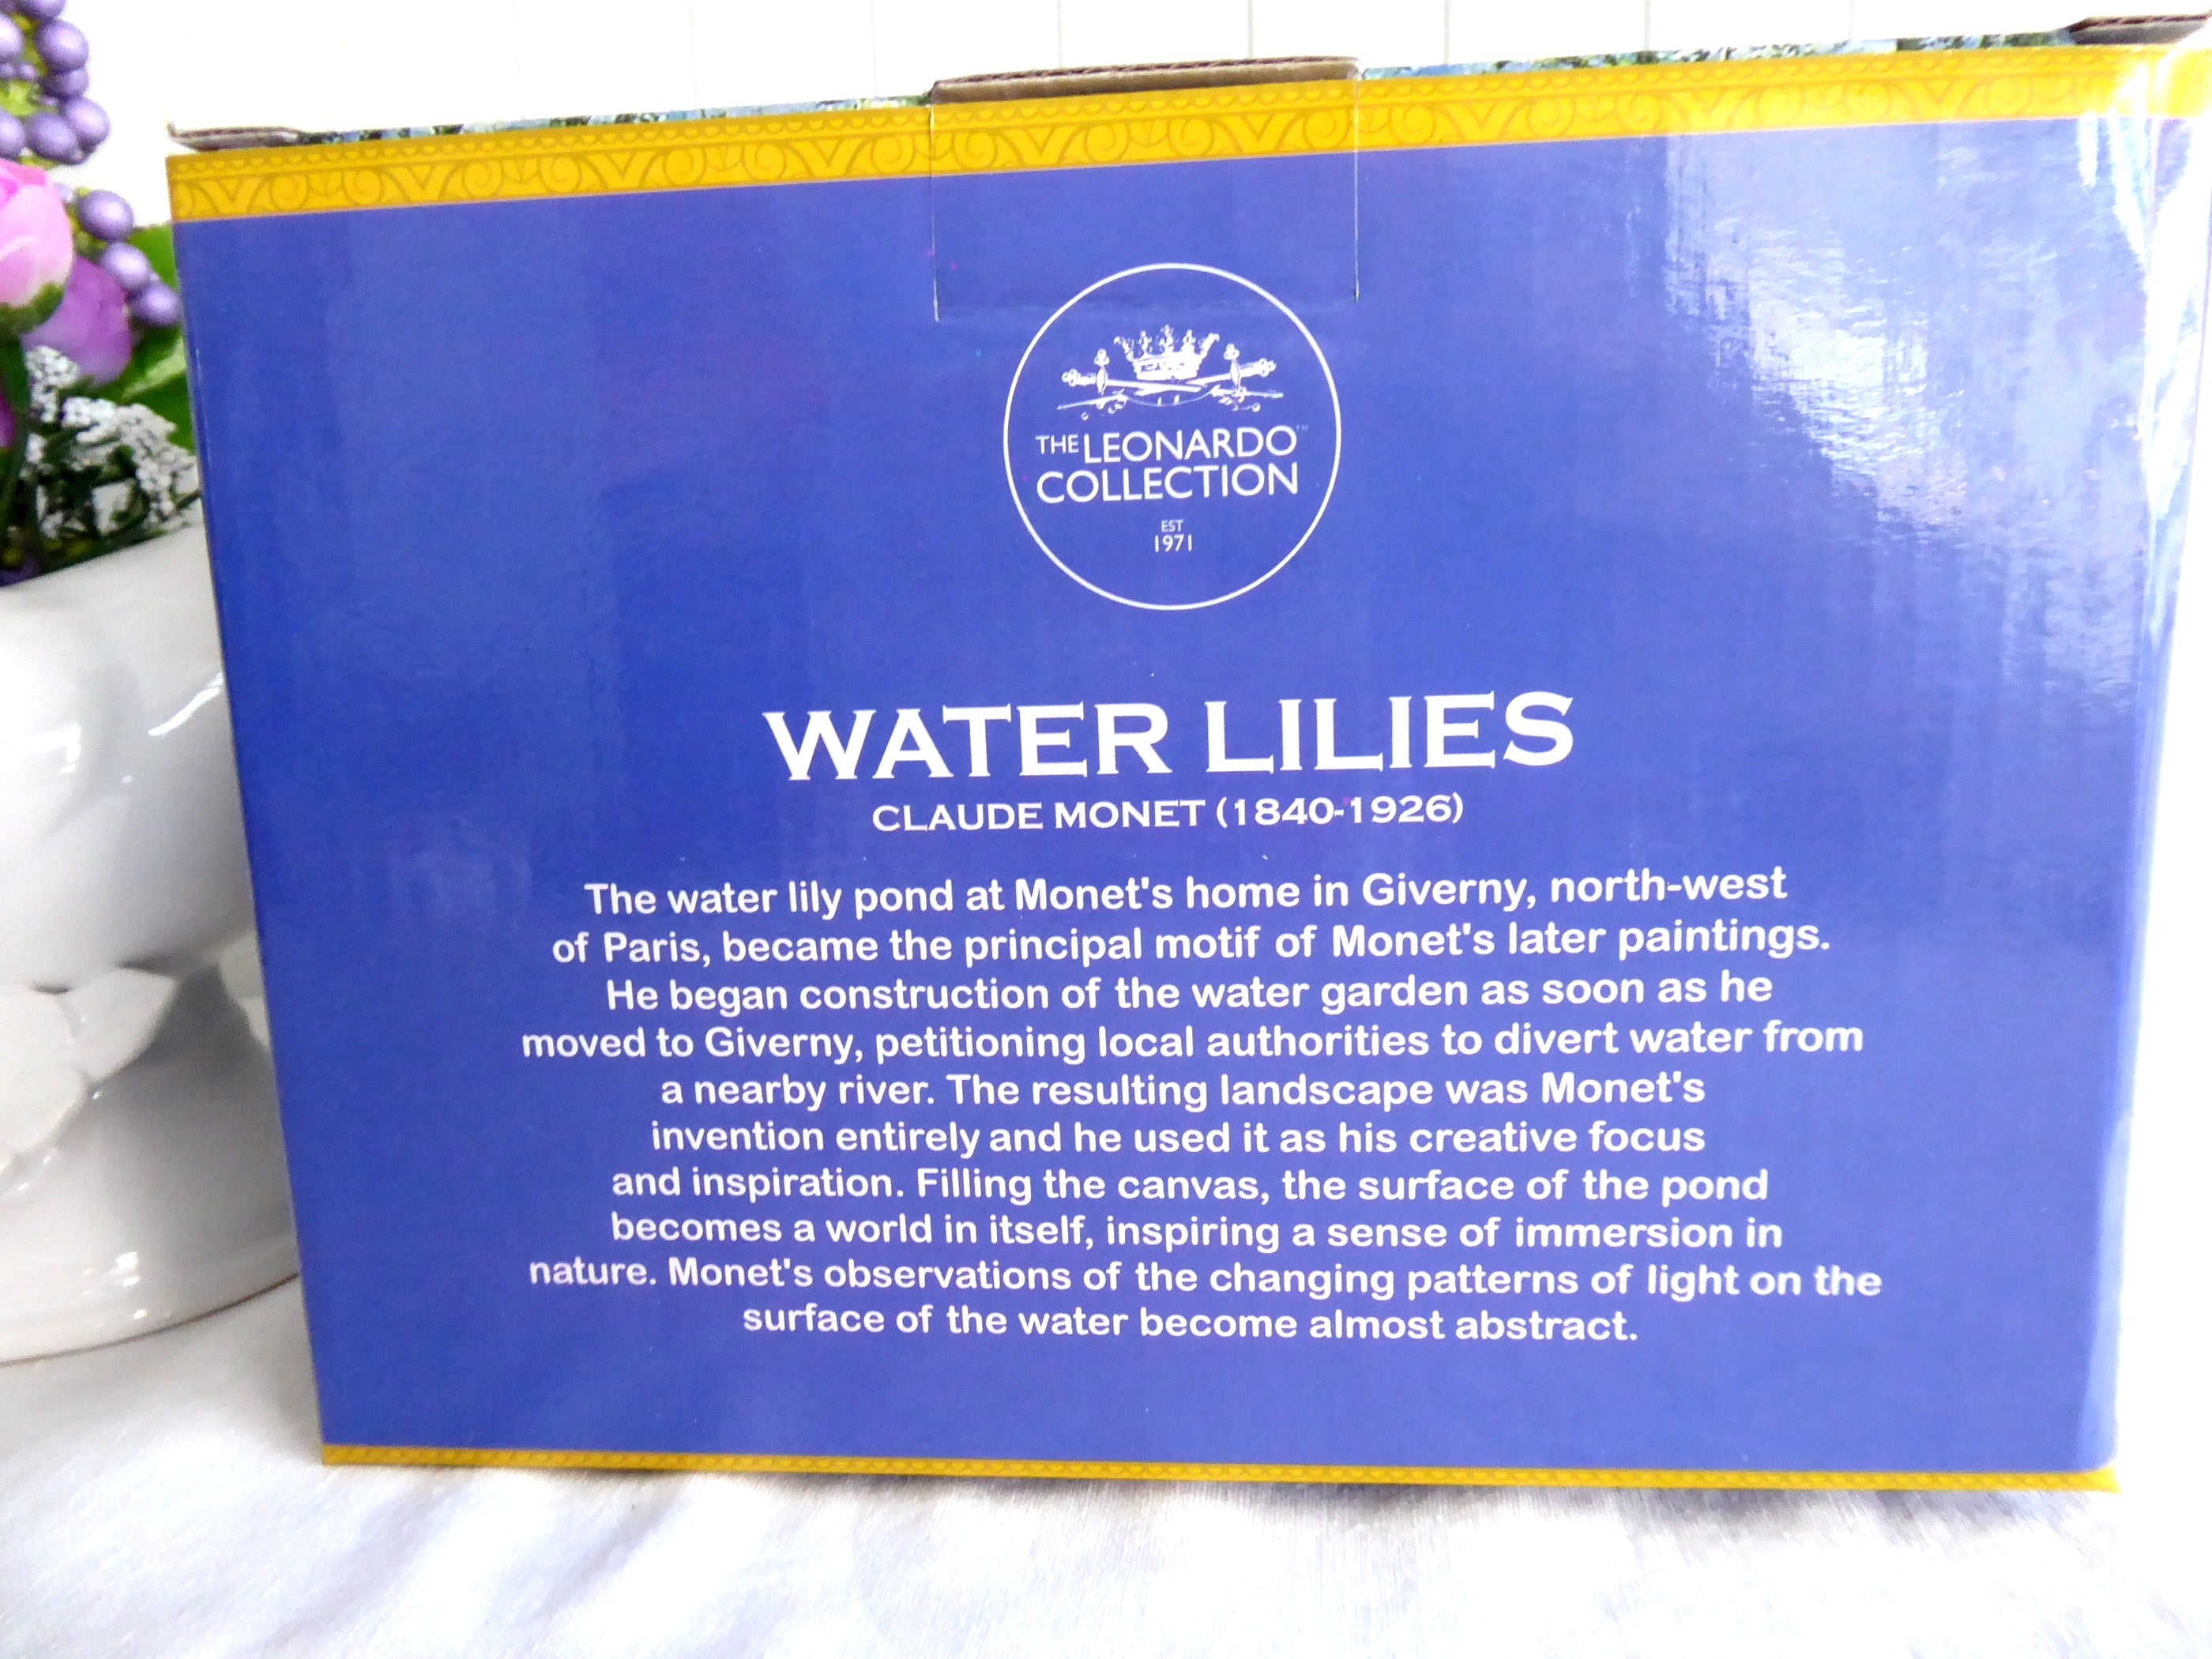 THE LEONARDO™
COLLECTION
EST
1971
WATER LILIES
CLAUDE MONET (1840-1926)
The water lily pond at Monet's home in Giverny, north-west
of Paris, became the principal motif of Monet's later paintings.
He began construction of the water garden as soon as he
moved to Giverny, petitioning local authorities to divert water from
a nearby river. The resulting landscape was Monet's
invention entirely and he used it as his creative focus
and inspiration. Filling the canvas, the surface of the pond
becomes a world in itself, inspiring a sense of immersion in
nature. Monet's observations of the changing patterns of light on the
surface of the water become almost abstract.